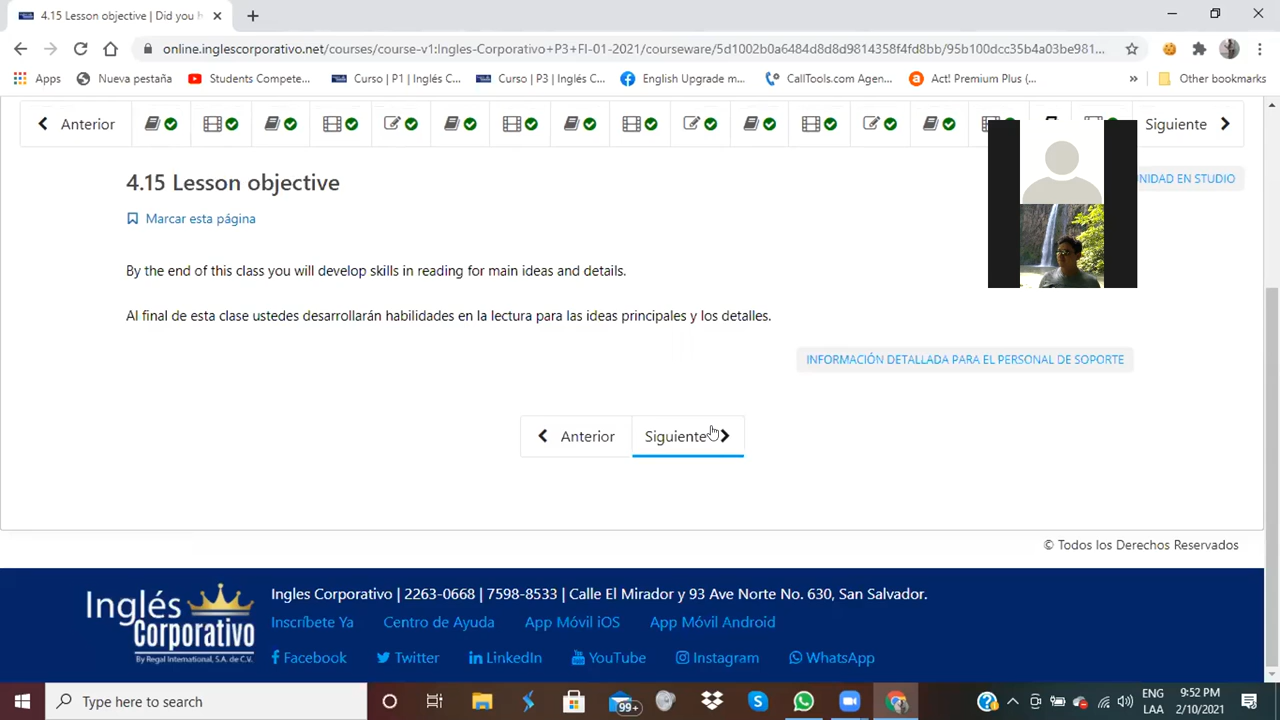 4.15 Lesson objective | Did you h
online.inglescorporativo.net/courses/course-v1:Ingles-Corporativo+P3+FI-01-2021/courseware/5d1002b0a6484d8d8d9814358f4fd8bb/95b100dcc35b4a03be981...
Apps Nueva pestaña Students Compete... Curso | P1 | Inglés C... Curso | P3 | Inglés C... English Upgrade m... CallTools.com Agen... Act! Premium Plus (... » Other bookmarks
Anterior Siguiente
4.15 Lesson objective
NIDAD EN STUDIO
Marcar esta página
By the end of this class you will develop skills in reading for main ideas and details.
Al final de esta clase ustedes desarrollarán habilidades en la lectura para las ideas principales y los detalles.
INFORMACIÓN DETALLADA PARA EL PERSONAL DE SOPORTE
Anterior Siguiente
© Todos los Derechos Reservados
Inglés Corporativo
By Regal International, S.A. de C.V.
Ingles Corporativo | 2263-0668 | 7598-8533 | Calle El Mirador y 93 Ave Norte No. 630, San Salvador.
Inscríbete Ya Centro de Ayuda App Móvil iOS App Móvil Android
Facebook Twitter LinkedIn YouTube Instagram WhatsApp
Type here to search
99+
ENG
LAA
9:52 PM
2/10/2021